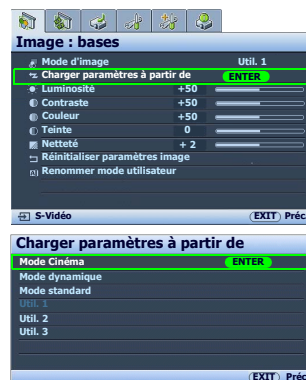 Image : bases
Mode d'image Util. 1
Charger paramètres à partir de ENTER
Luminosité +50
Contraste +50
Couleur +50
Teinte 0
Netteté + 2
Réinitialiser paramètres image
Renommer mode utilisateur
S-Vidéo EXIT Préc.
Charger paramètres à partir de
Mode Cinéma ENTER
Mode dynamique
Mode standard
Util. 1
Util. 2
Util. 3
EXIT Préc.